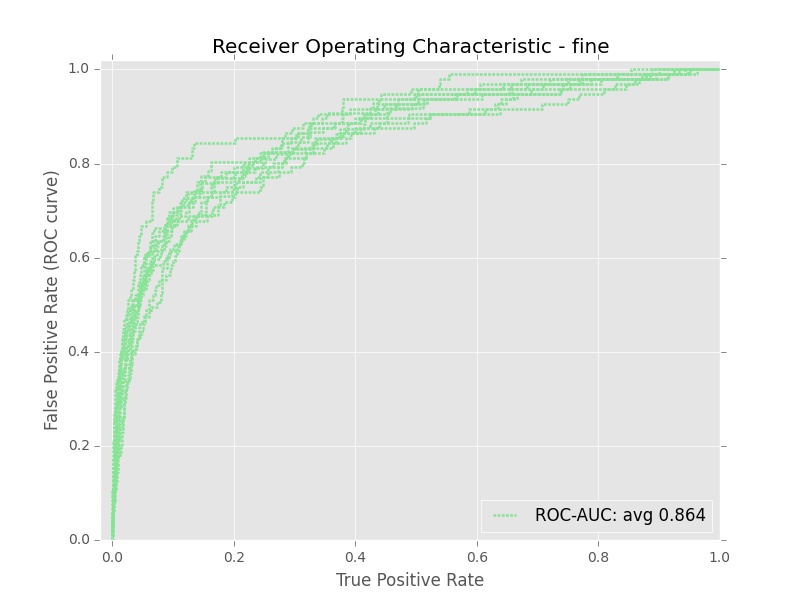 Receiver Operating Characteristic - fine
False Positive Rate (ROC curve)
1.0
0.8
0.6
0.4
0.2
0.0
ROC-AUC: avg 0.864
0.0 0.2 0.4 0.6 0.8 1.0
True Positive Rate